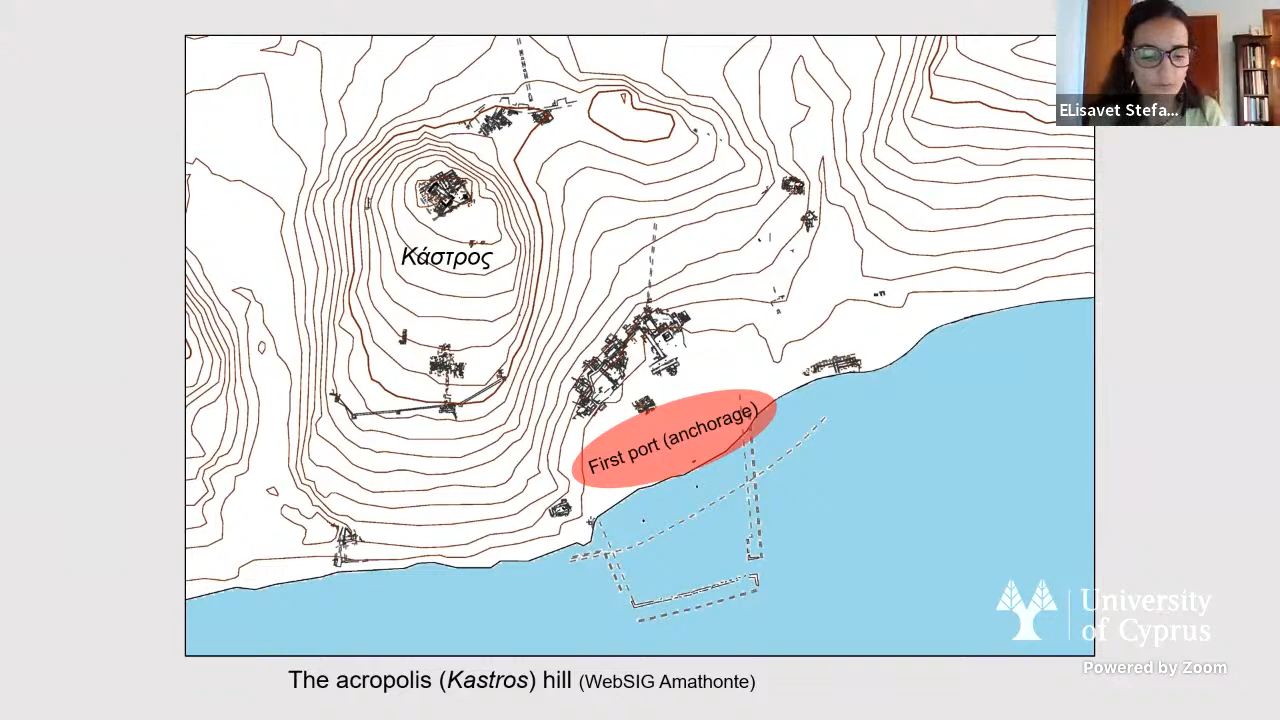 ELisavet Stefa...
Κάστρος
First port (anchorage)
University
of Cyprus
Powered by Zoom
The acropolis (Kastros) hill (WebSIG Amathonte)